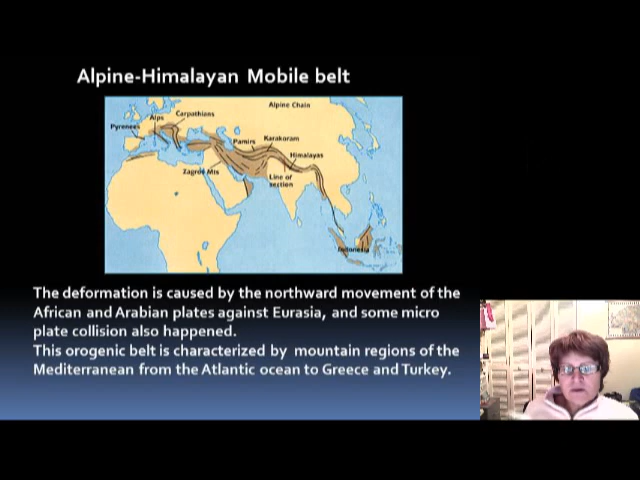 Alpine-Himalayan Mobile belt
Alpine Chain
Alps
Carpathians
Pyrenees
Pamirs
Karakoram
Himalayas
Zagros Mts
Line of
section
Indonesia
The deformation is caused by the northward movement of the
African and Arabian plates against Eurasia, and some micro
plate collision also happened.
This orogenic belt is characterized by mountain regions of the
Mediterranean from the Atlantic ocean to Greece and Turkey.